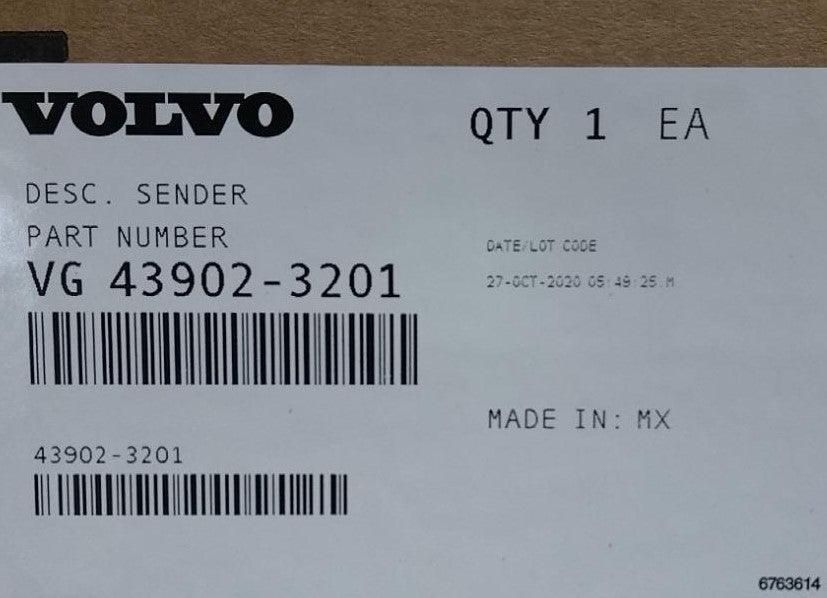 VOLVO
QTY 1 EA
DESC. SENDER
PART NUMBER
VG 43902-3201
DATE/LOT CODE
27-OCT-2020 05:49:25.M
MADE IN: MX
43902-3201
6763614